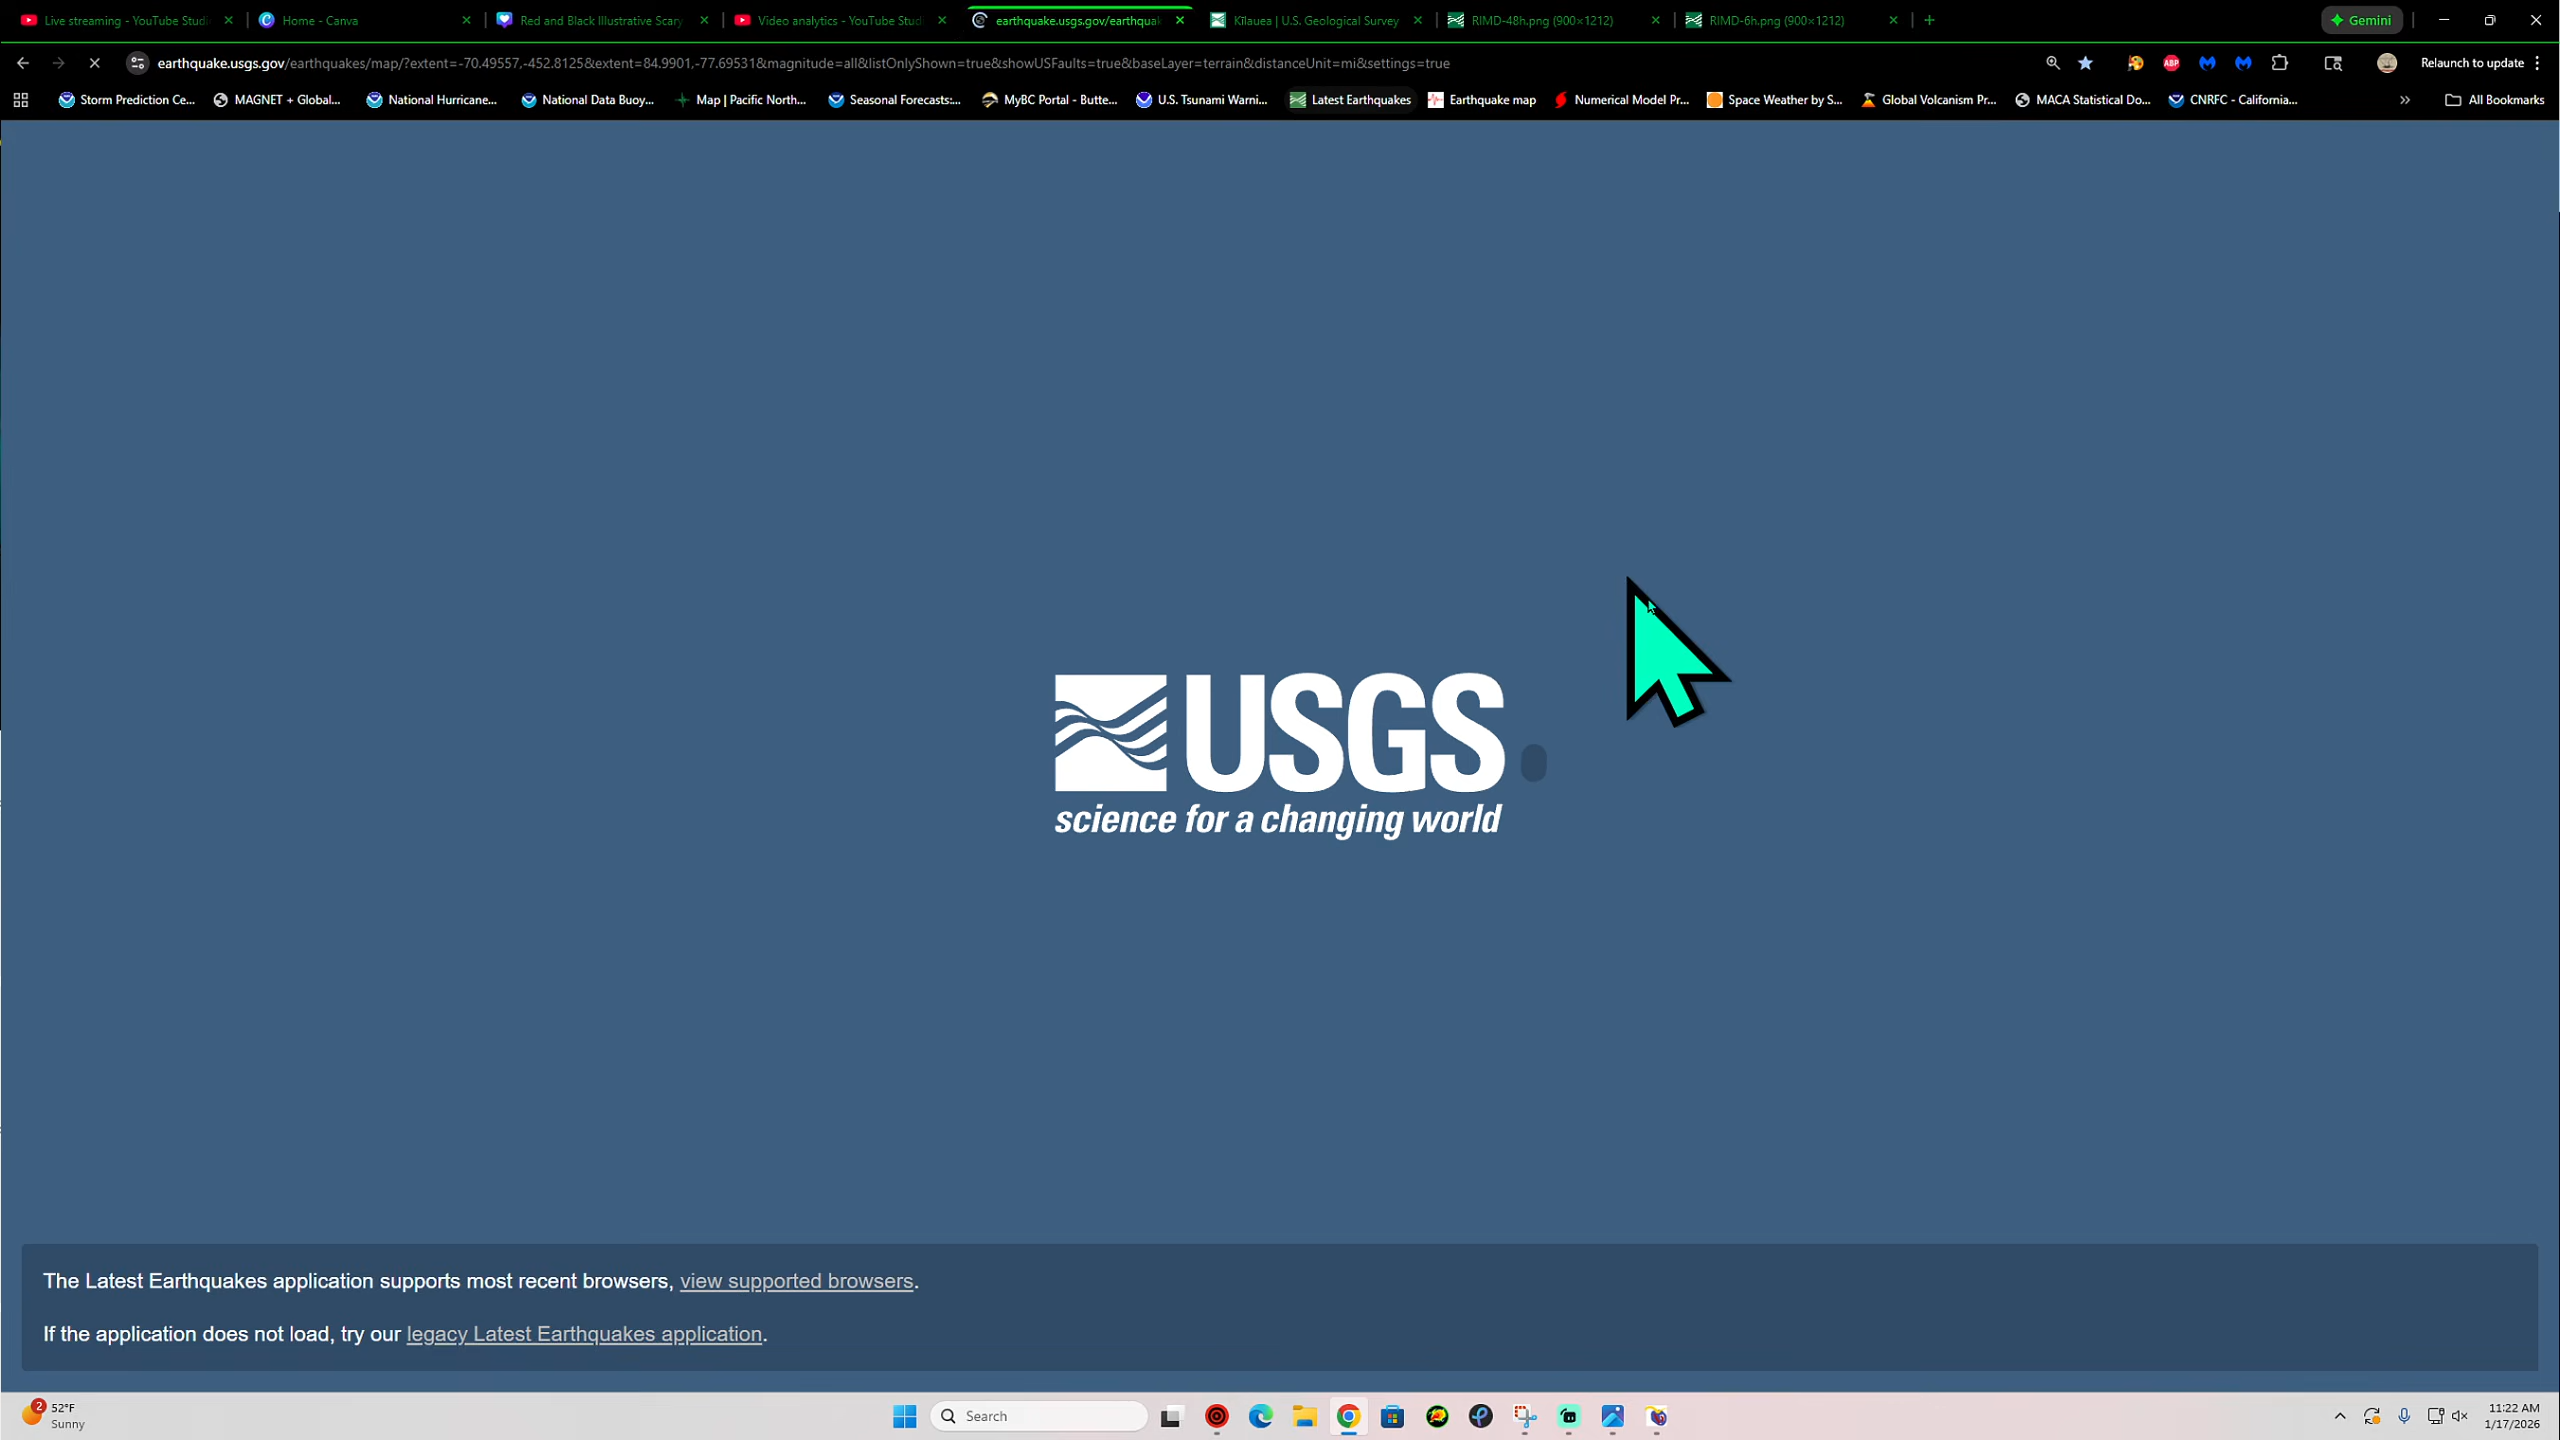 Live streaming - YouTube Studi
Home - Canva
Red and Black Illustrative Scary
Video analytics - YouTube Studi
earthquake.usgs.gov/earthquak
Kīlauea | U.S. Geological Survey
RIMD-48h.png (900×1212)
RIMD-6h.png (900×1212)
Gemini
earthquake.usgs.gov/earthquakes/map/?extent=-70.49557,-452.8125&extent=84.9901,-77.69531&magnitude=all&listOnlyShown=true&showUSFaults=true&baseLayer=terrain&distanceUnit=mi&settings=true
ABP
Relaunch to update
Storm Prediction Ce...
MAGNET + Global...
National Hurricane...
National Data Buoy...
Map | Pacific North...
Seasonal Forecasts:...
MyBC Portal - Butte...
U.S. Tsunami Warni...
Latest Earthquakes
Earthquake map
Numerical Model Pr...
Space Weather by S...
Global Volcanism Pr...
MACA Statistical Do...
CNRFC - California...
All Bookmarks
USGS
science for a changing world
The Latest Earthquakes application supports most recent browsers, view supported browsers.
If the application does not load, try our legacy Latest Earthquakes application.
2
52°F
Sunny
Search
11:22 AM
1/17/2026